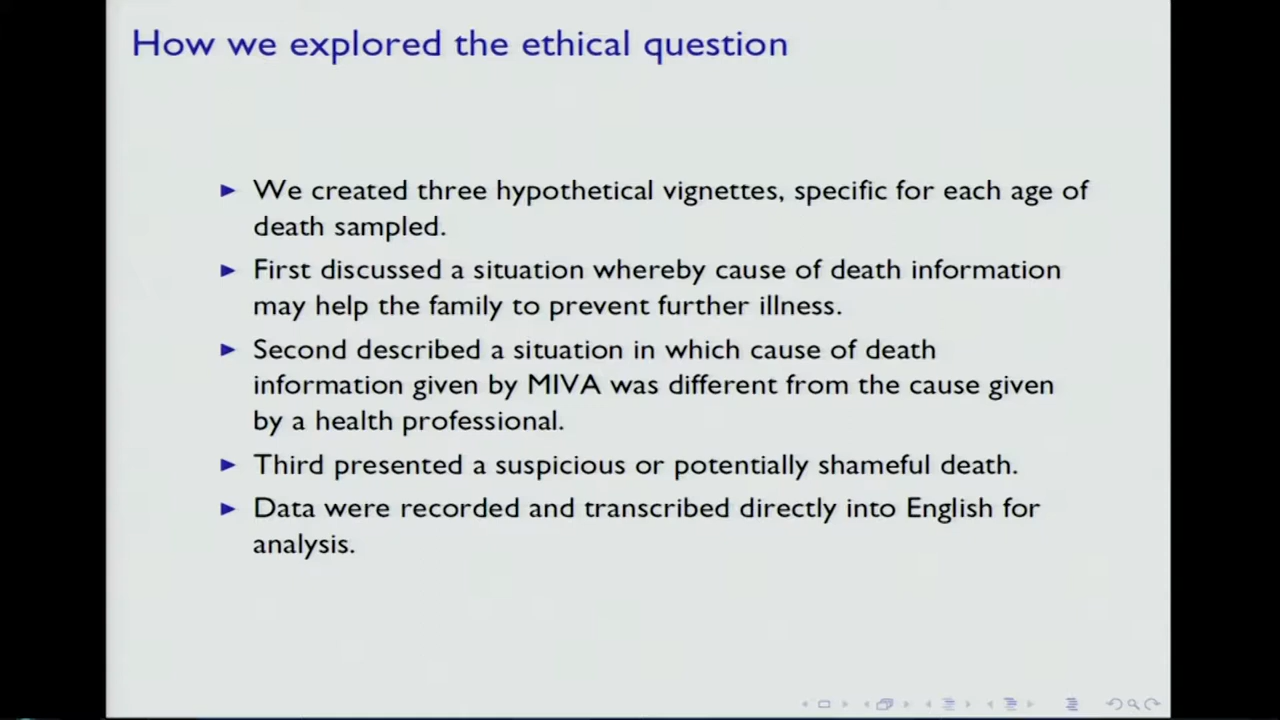 How we explored the ethical question
We created three hypothetical vignettes, specific for each age of
death sampled.
First discussed a situation whereby cause of death information
may help the family to prevent further illness.
Second described a situation in which cause of death
information given by MIVA was different from the cause given
by a health professional.
Third presented a suspicious or potentially shameful death.
Data were recorded and transcribed directly into English for
analysis.